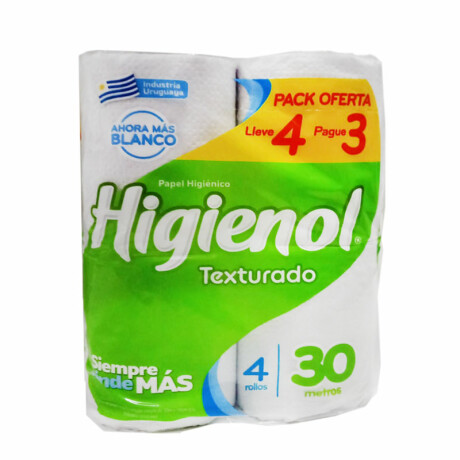 Industria
Uruguaya
AHORA MÁS
BLANCO
PACK OFERTA
Lleve 4 Pague 3
Papel Higiénico
Higienol®
Texturado
Siempre
rinde MÁS
4
rollos
30
metros